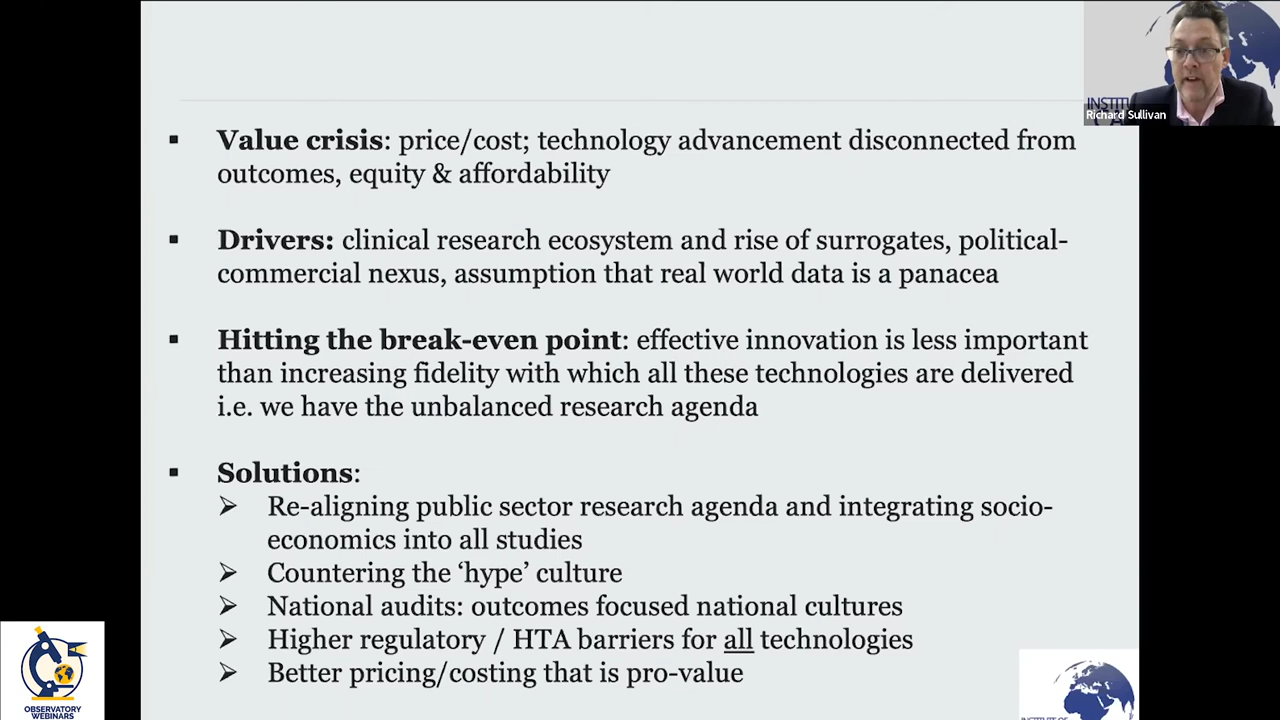 INSTITU
Richard Sullivan
▪ Value crisis: price/cost; technology advancement disconnected from
outcomes, equity & affordability
▪ Drivers: clinical research ecosystem and rise of surrogates, political-
commercial nexus, assumption that real world data is a panacea
▪ Hitting the break-even point: effective innovation is less important
than increasing fidelity with which all these technologies are delivered
i.e. we have the unbalanced research agenda
▪ Solutions:
➢ Re-aligning public sector research agenda and integrating socio-
economics into all studies
➢ Countering the ‘hype’ culture
➢ National audits: outcomes focused national cultures
➢ Higher regulatory / HTA barriers for all technologies
➢ Better pricing/costing that is pro-value
OBSERVATORY
WEBINARS
INSTITUTE OF